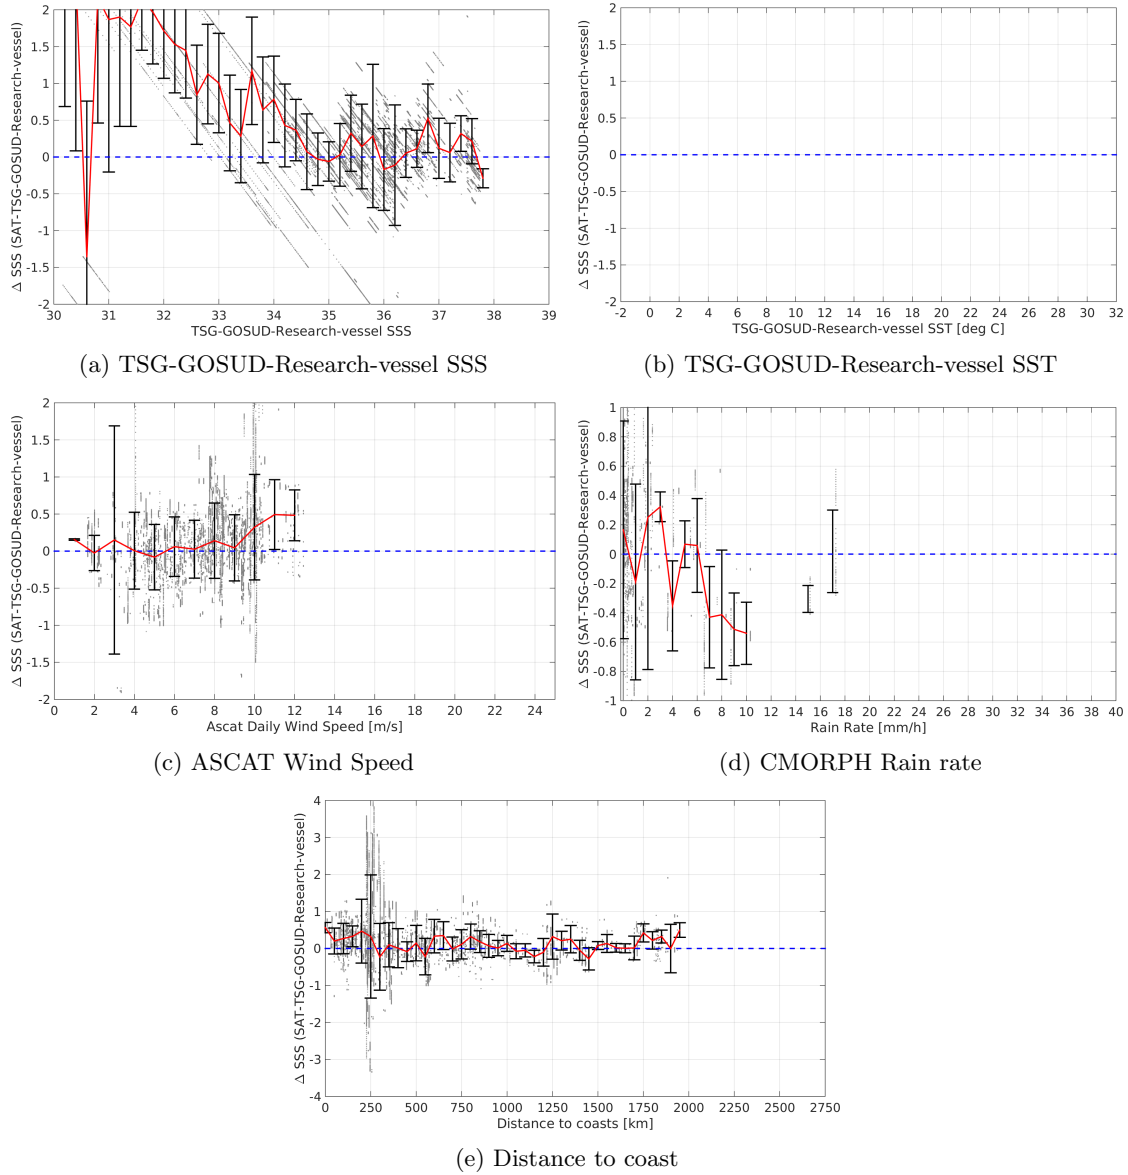 Δ SSS (SAT-TSG-GOSUD-Research-vessel)
2
1.5
1
0.5
0
-0.5
-1
-1.5
-2
30 31 32 33 34 35 36 37 38 39
TSG-GOSUD-Research-vessel SSS
(a) TSG-GOSUD-Research-vessel SSS
Δ SSS (SAT-TSG-GOSUD-Research-vessel)
2
1.5
1
0.5
0
-0.5
-1
-1.5
-2
-2 0 2 4 6 8 10 12 14 16 18 20 22 24 26 28 30 32
TSG-GOSUD-Research-vessel SST [deg C]
(b) TSG-GOSUD-Research-vessel SST
Δ SSS (SAT-TSG-GOSUD-Research-vessel)
2
1.5
1
0.5
0
-0.5
-1
-1.5
-2
0 2 4 6 8 10 12 14 16 18 20 22 24
Ascat Daily Wind Speed [m/s]
(c) ASCAT Wind Speed
Δ SSS (SAT-TSG-GOSUD-Research-vessel)
1
0.8
0.6
0.4
0.2
0
-0.2
-0.4
-0.6
-0.8
-1
0 2 4 6 8 10 12 14 16 18 20 22 24 26 28 30 32 34 36 38 40
Rain Rate [mm/h]
(d) CMORPH Rain rate
Δ SSS (SAT-TSG-GOSUD-Research-vessel)
4
3
2
1
0
-1
-2
-3
-4
0 250 500 750 1000 1250 1500 1750 2000 2250 2500 2750
Distance to coasts [km]
(e) Distance to coast